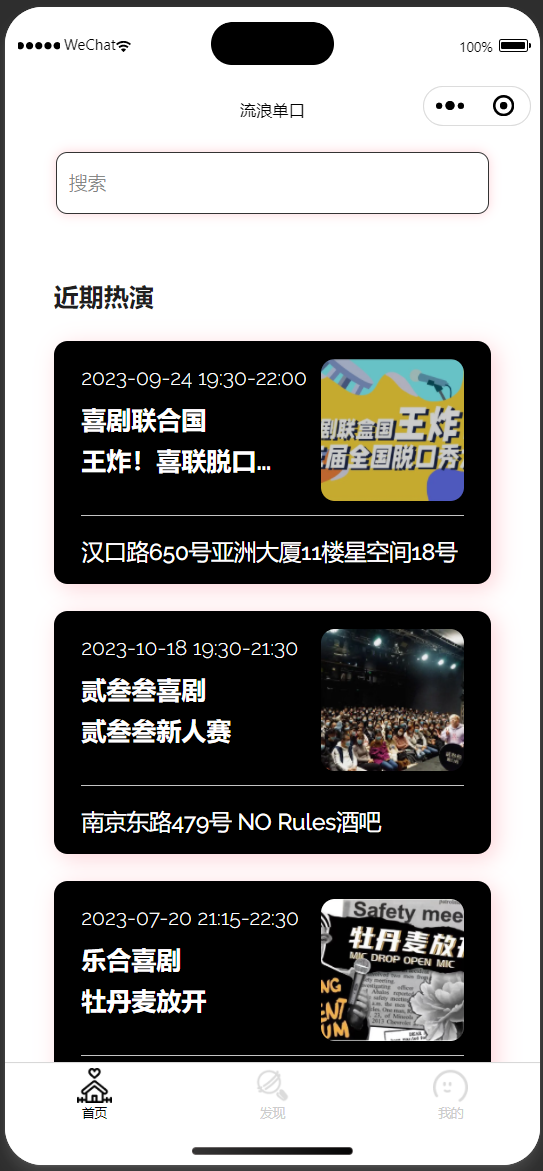 WeChat
100%
流浪单口
搜索
近期热演
2023-09-24 19:30-22:00
喜剧联合国
王炸！喜联脱口...
剧联盒国王炸
届全国脱口秀
汉口路650号亚洲大厦11楼星空间18号
2023-10-18 19:30-21:30
贰叁叁喜剧
贰叁叁新人赛
南京东路479号 NO Rules酒吧
2023-07-20 21:15-22:30
乐合喜剧
牡丹麦放开
Safety mee
牡丹麦放开
MIC DROP OPEN MIC
首页
发现
我的